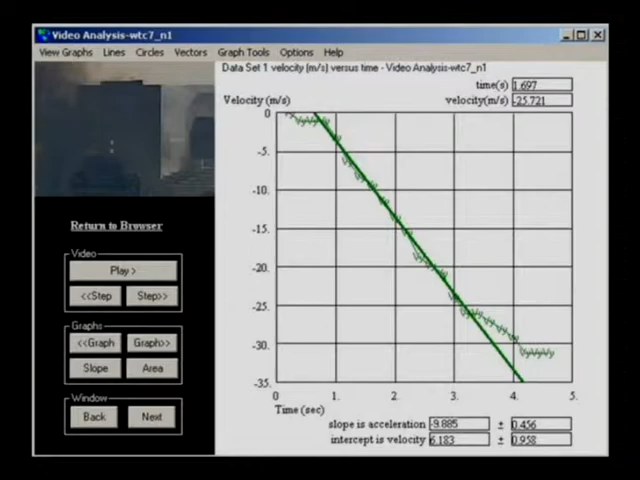 Video Analysis-wtc7_n1
View Graphs Lines Circles Vectors Graph Tools Options Help
Data Set 1 velocity (m/s) versus time - Video Analysis-wtc7_n1
time(s) 1.697
Velocity (m/s) velocity(m/s) -25.721
0
-5.
-10.
-15.
-20.
-25.
-30.
-35.
0. 1. 2. 3. 4. 5.
Time (sec)
slope is acceleration -9.885 ± 0.456
intercept is velocity 6.183 ± 0.958
Return to Browser
Video
Play>
<<Step Step>>
Graphs
<<Graph Graph>>
Slope Area
Window
Back Next